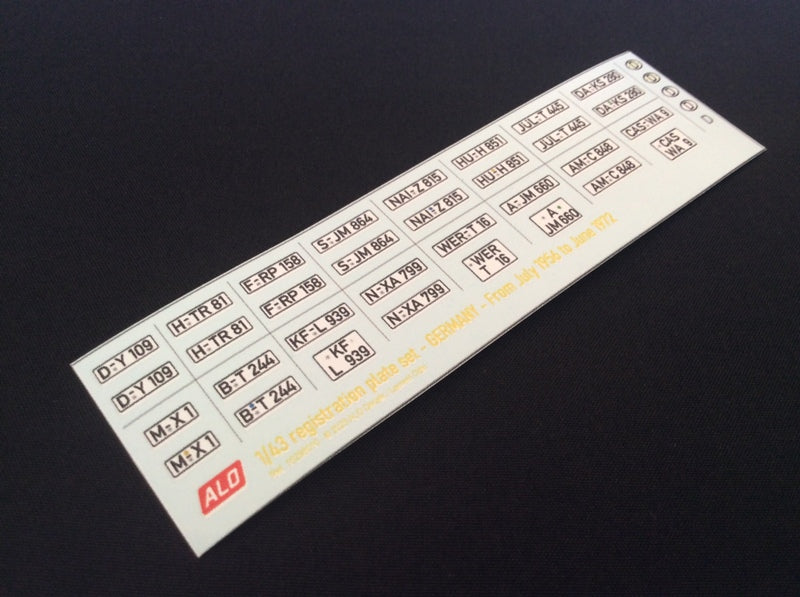 D-Y 109
D-Y 109
H-TR 81
H-TR 81
F-RP 158
F-RP 158
S-JM 864
S-JM 864
NAI-Z 815
NAI-Z 815
HU-H 851
HU-H 851
JUL-T 445
JUL-T 445
DA-KS 280
DA-KS 280
M-X 1
M-X 1
B-T 244
B-T 244
KF-L 939
KF
L 939
N-XA 799
N-XA 799
WER-T 16
WER
T 16
A-JM 660
A
JM 660
AM-C 848
AM-C 848
CAS-WA 9
CAS
WA 9
ALO
1/43 registration plate set - GERMANY - From July 1956 to June 1972